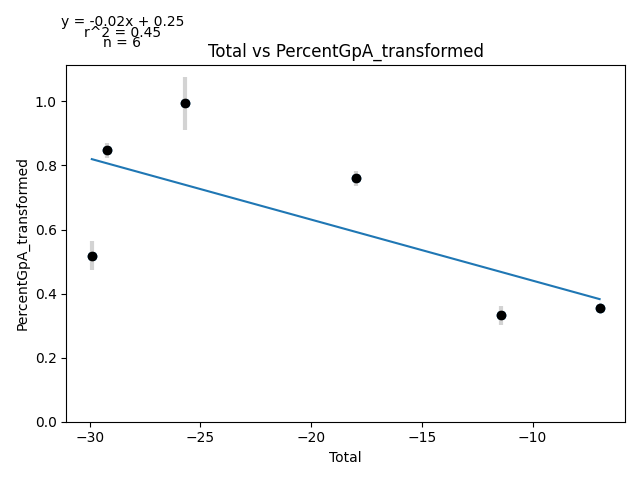 y = -0.02x + 0.25
r^2 = 0.45
n = 6
Total vs PercentGpA_transformed
PercentGpA_transformed
1.0
0.8
0.6
0.4
0.2
0.0
−30
−25
−20
−15
−10
Total